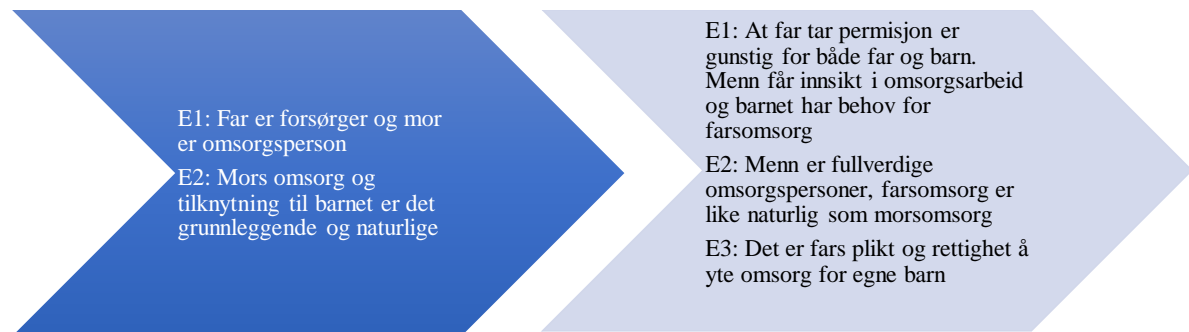 E1: Far er forsørger og mor
er omsorgsperson
E2: Mors omsorg og
tilknytning til barnet er det
grunnleggende og naturlige
E1: At far tar permisjon er
gunstig for både far og barn.
Menn får innsikt i omsorgsarbeid
og barnet har behov for
farsomsorg
E2: Menn er fullverdige
omsorgspersoner, farsomsorg er
like naturlig som morsomsorg
E3: Det er fars plikt og rettighet å
yte omsorg for egne barn